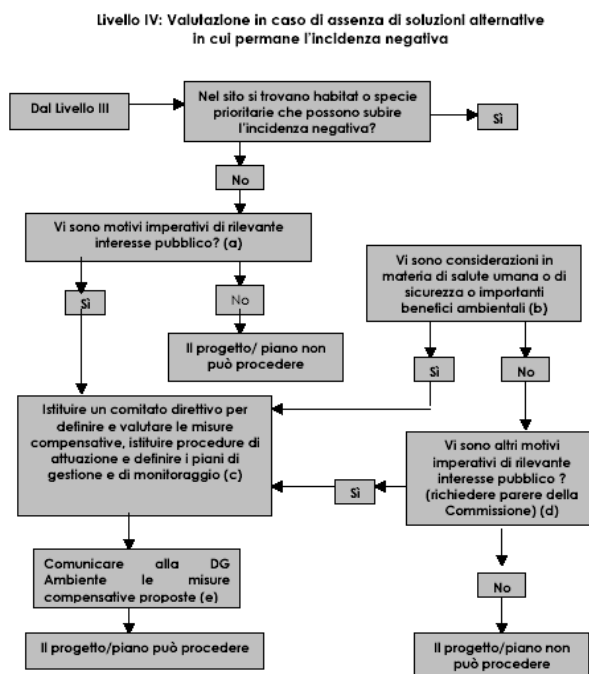 Livello IV: Valutazione in caso di assenza di soluzioni alternative
in cui permane l'incidenza negativa
Dal Livello III
Nel sito si trovano habitat o specie
prioritarie che possono subire
l'incidenza negativa?
Sì
No
Vi sono motivi imperativi di rilevante
interesse pubblico? (a)
Vi sono considerazioni in
materia di salute umana o di
sicurezza o importanti
benefici ambientali (b)
Sì
No
Il progetto/ piano non
può procedere
Sì
No
Istituire un comitato direttivo per
definire e valutare le misure
compensative, istituire procedure di
attuazione e definire i piani di
gestione e di monitoraggio (c)
Vi sono altri motivi
imperativi di rilevante
interesse pubblico ?
(richiedere parere della
Commissione) (d)
Sì
Comunicare alla DG
Ambiente le misure
compensative proposte (e)
No
Il progetto/piano può procedere
Il progetto/piano non
può procedere